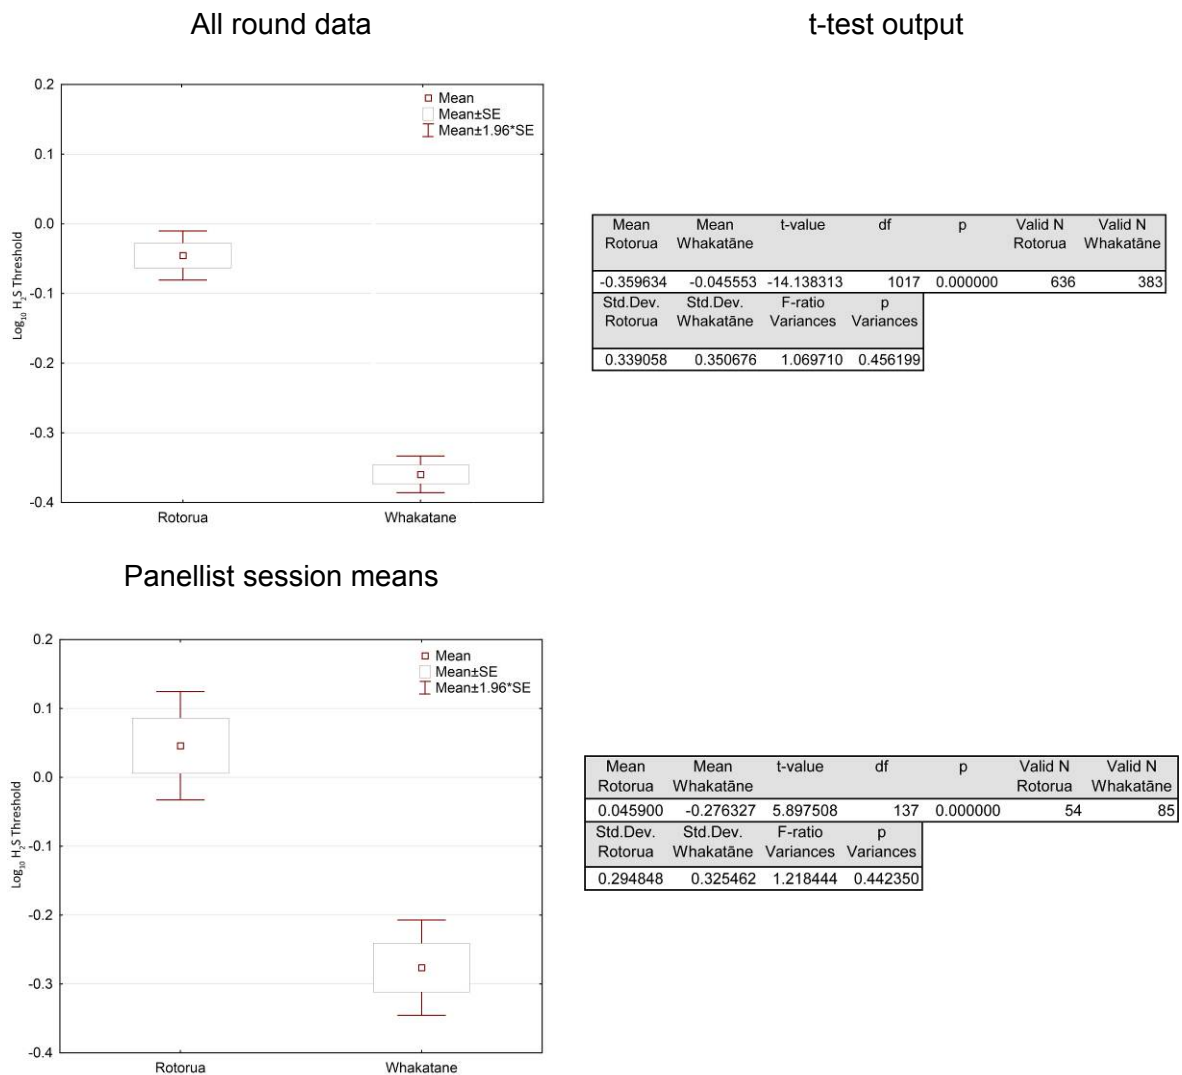 All round data
t-test output
0.2
0.1
0.0
-0.1
-0.2
-0.3
-0.4
Log₁₀ H₂S Threshold
Mean
Mean±SE
Mean±1.96*SE
Rotorua Whakatane
Mean Rotorua Mean Whakatāne t-value df p Valid N Rotorua Valid N Whakatāne
-0.359634 -0.045553 -14.138313 1017 0.000000 636 383
Std.Dev. Rotorua Std.Dev. Whakatāne F-ratio Variances p Variances
0.339058 0.350676 1.069710 0.456199
Panellist session means
0.2
0.1
0.0
-0.1
-0.2
-0.3
-0.4
Log₁₀ H₂S Threshold
Mean
Mean±SE
Mean±1.96*SE
Rotorua Whakatane
Mean Rotorua Mean Whakatāne t-value df p Valid N Rotorua Valid N Whakatāne
0.045900 -0.276327 5.897508 137 0.000000 54 85
Std.Dev. Rotorua Std.Dev. Whakatāne F-ratio Variances p Variances
0.294848 0.325462 1.218444 0.442350